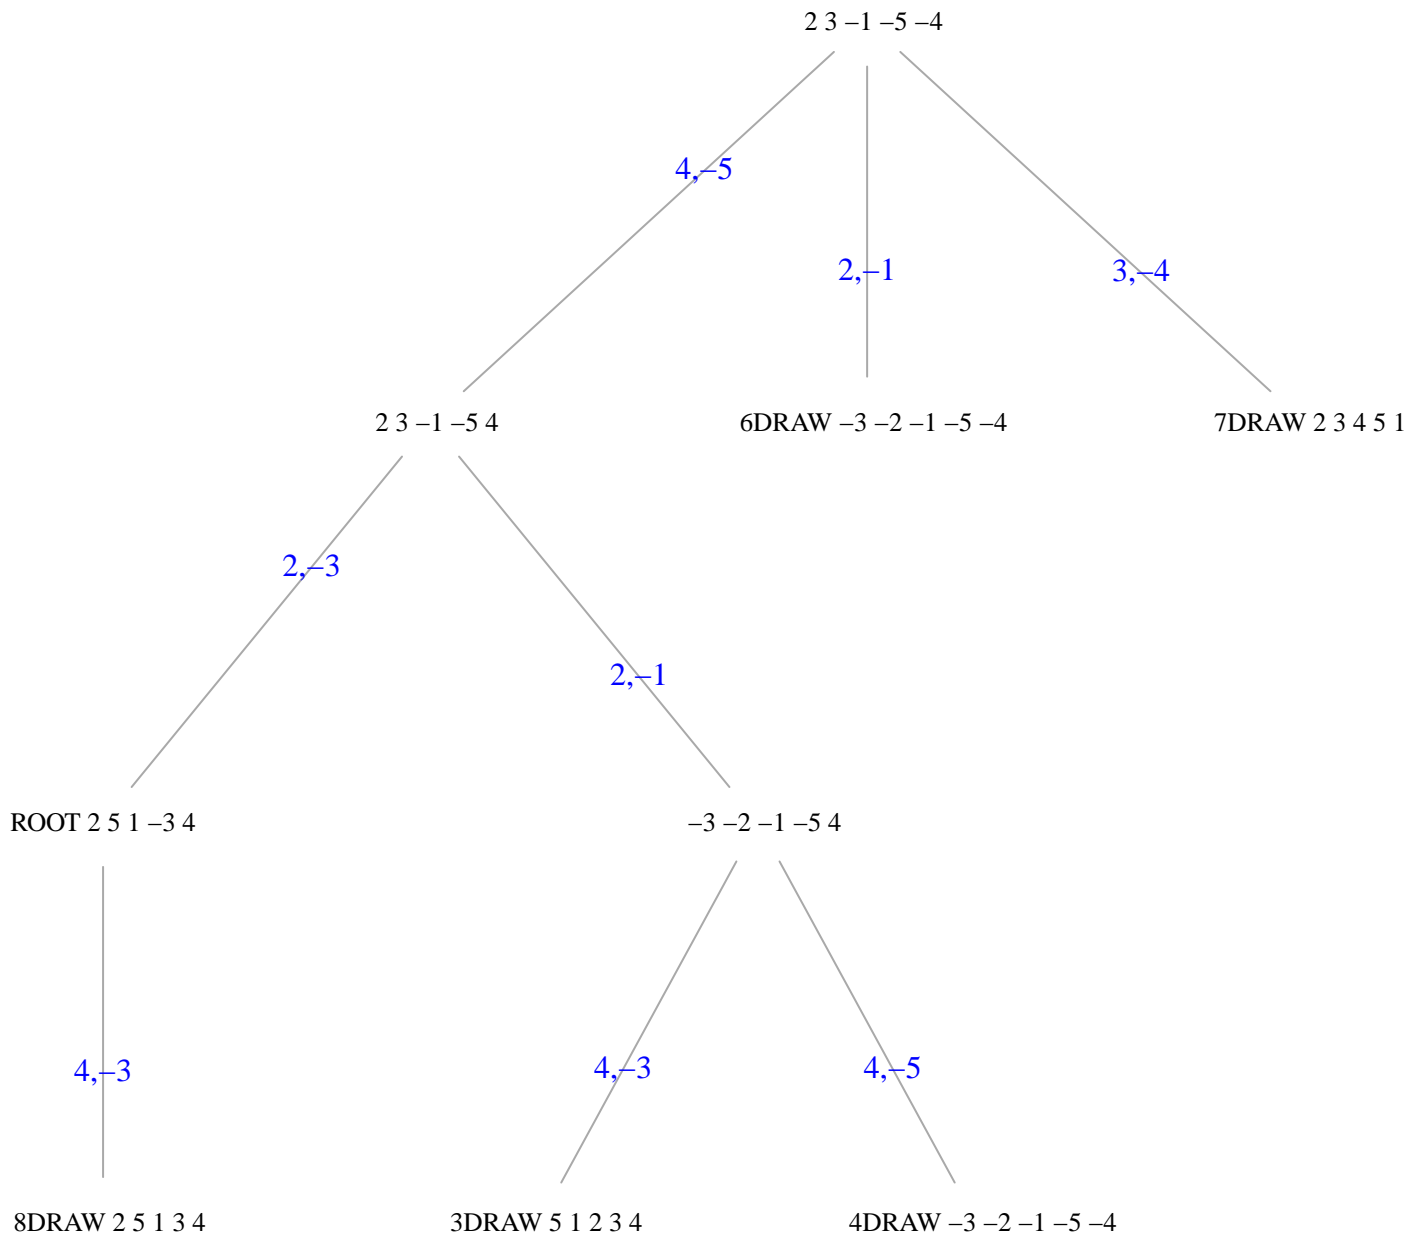 2 3 –1 –5 –4
4,–5
2,–1
3,–4
2 3 –1 –5 4
6DRAW –3 –2 –1 –5 –4
7DRAW 2 3 4 5 1
2,–3
2,–1
ROOT 2 5 1 –3 4
–3 –2 –1 –5 4
4,–3
4,–3
4,–5
8DRAW 2 5 1 3 4
3DRAW 5 1 2 3 4
4DRAW –3 –2 –1 –5 –4